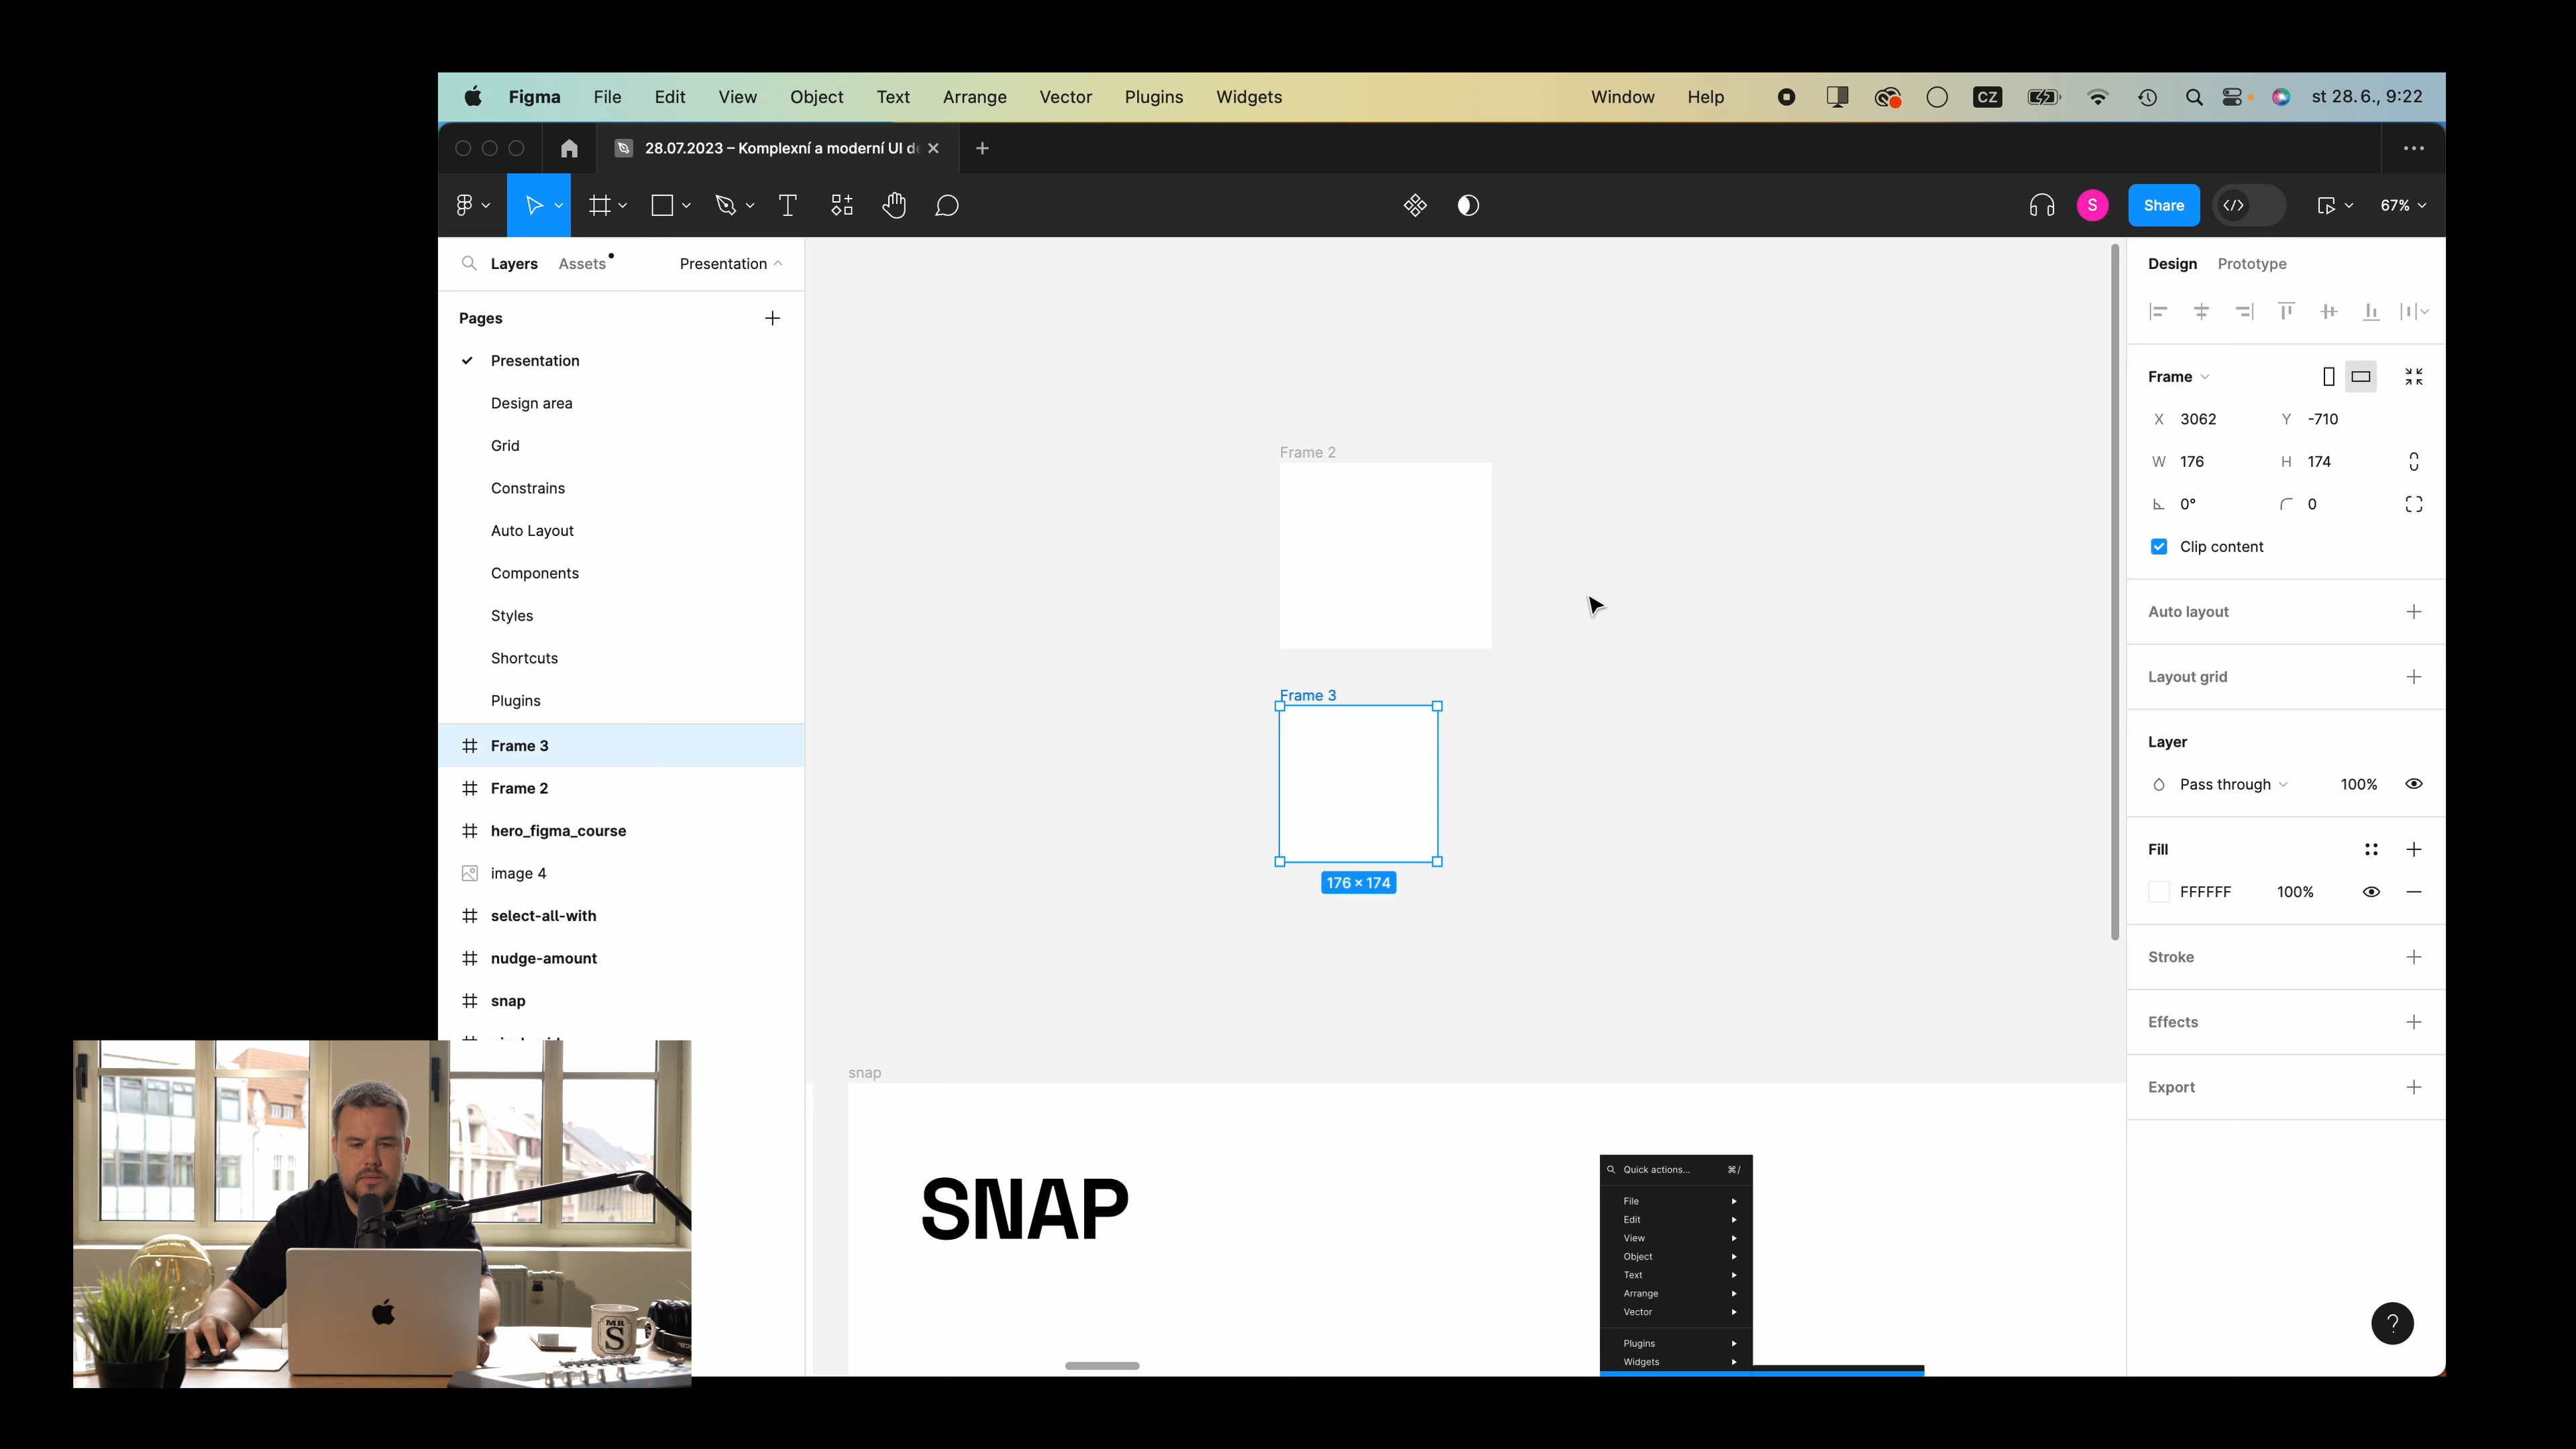 Figma File Edit View Object Text Arrange Vector Plugins Widgets Window Help CZ st 28.6., 9:22
28.07.2023 – Komplexní a moderní UI
S Share 67%
Layers Assets Presentation
Pages
Presentation
Design area
Grid
Constrains
Auto Layout
Components
Styles
Shortcuts
Plugins
Frame 3
Frame 2
hero_figma_course
image 4
select-all-with
nudge-amount
snap
Frame 2
Frame 3
176 × 174
snap
SNAP
Quick actions... ⌘/
File
Edit
View
Object
Text
Arrange
Vector
Plugins
Widgets
Design Prototype
Frame
X 3062 Y -710
W 176 H 174
0° 0
Clip content
Auto layout
Layout grid
Layer
Pass through 100%
Fill
FFFFFF 100%
Stroke
Effects
Export
?
MR
S